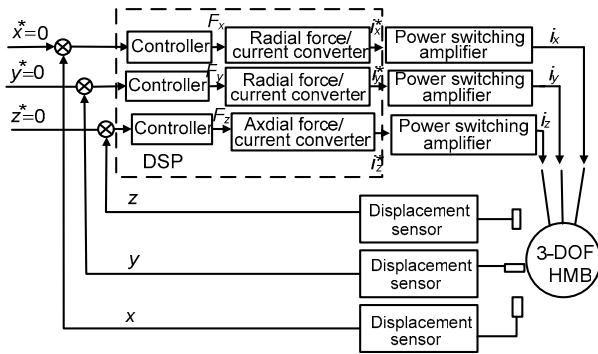 x*=0
Controller
Fx
Radial force/
current converter
ix*
Power switching
amplifier
ix
y*=0
Controller
Fy
Radial force/
current converter
iy*
Power switching
amplifier
iy
z*=0
Controller
Fz
Axdial force/
current converter
iz*
Power switching
amplifier
iz
DSP
z
Displacement
sensor
y
Displacement
sensor
x
Displacement
sensor
3-DOF
HMB